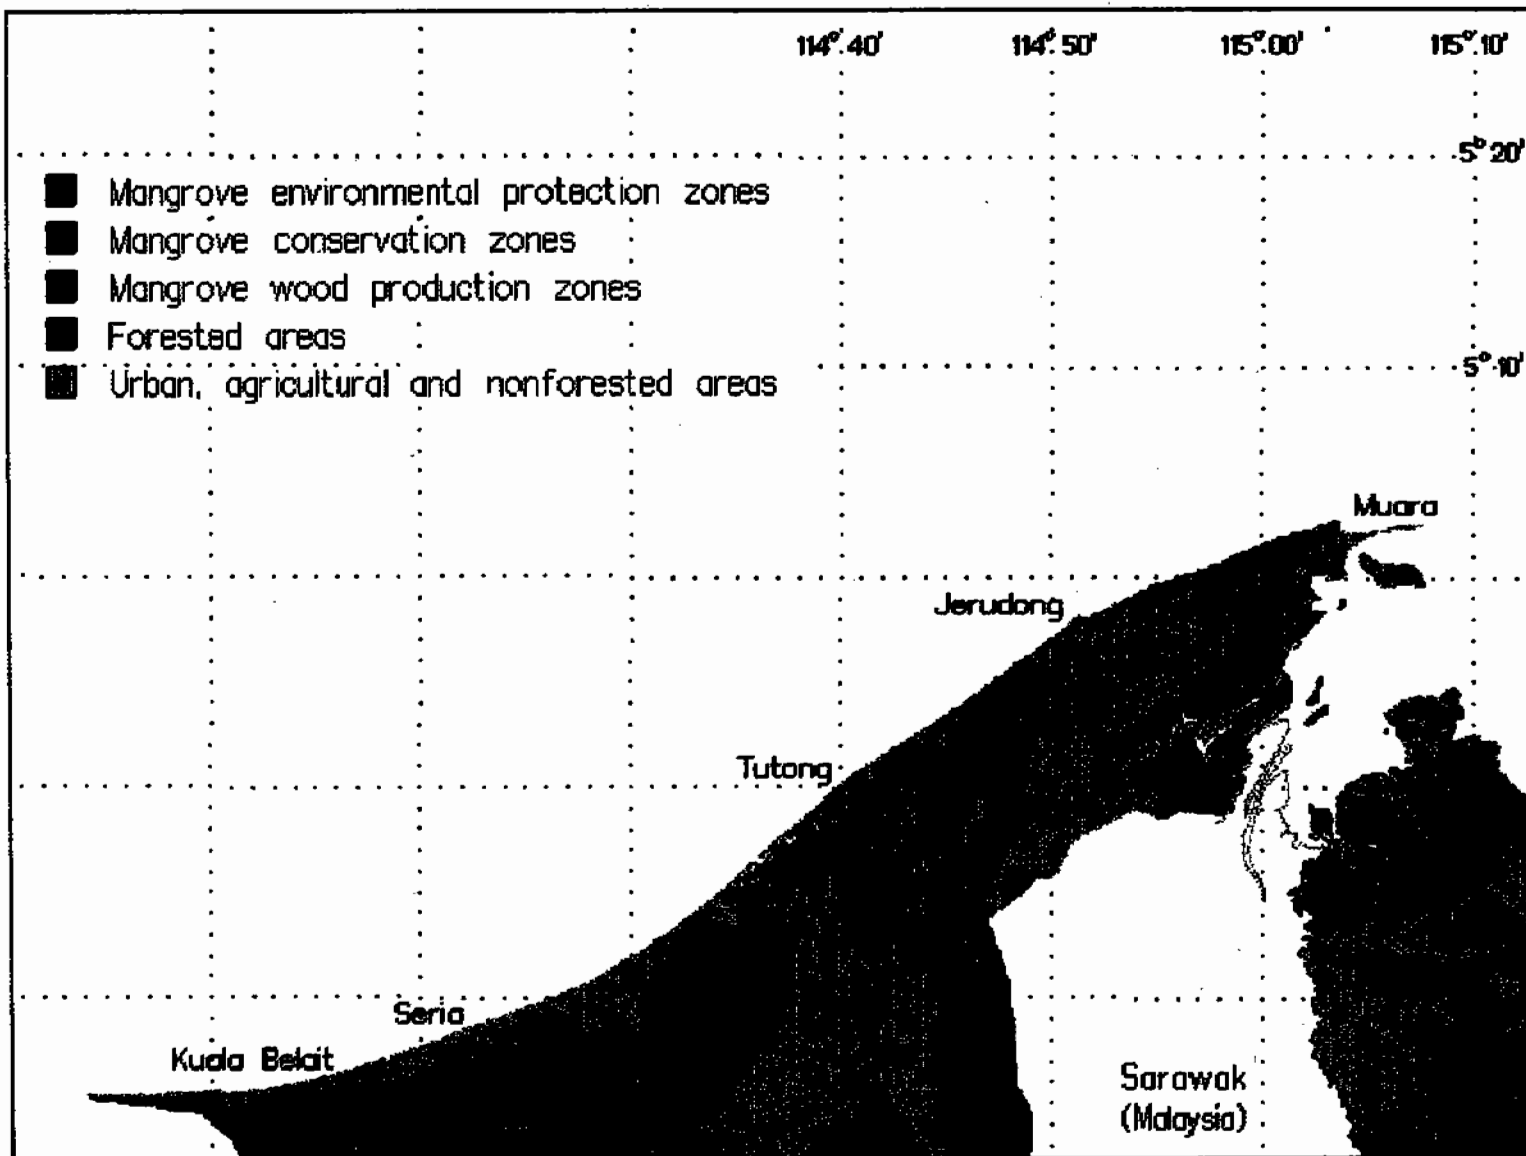 114°40' 114°50' 115°00' 115°10'
5°20'
Mangrove environmental protection zones
Mangrove conservation zones
Mangrove wood production zones
Forested areas
5°10'
Urban, agricultural and nonforested areas
Muara
Jerudong
Tutong
Seria
Kuala Belait
Sarawak
(Malaysia)